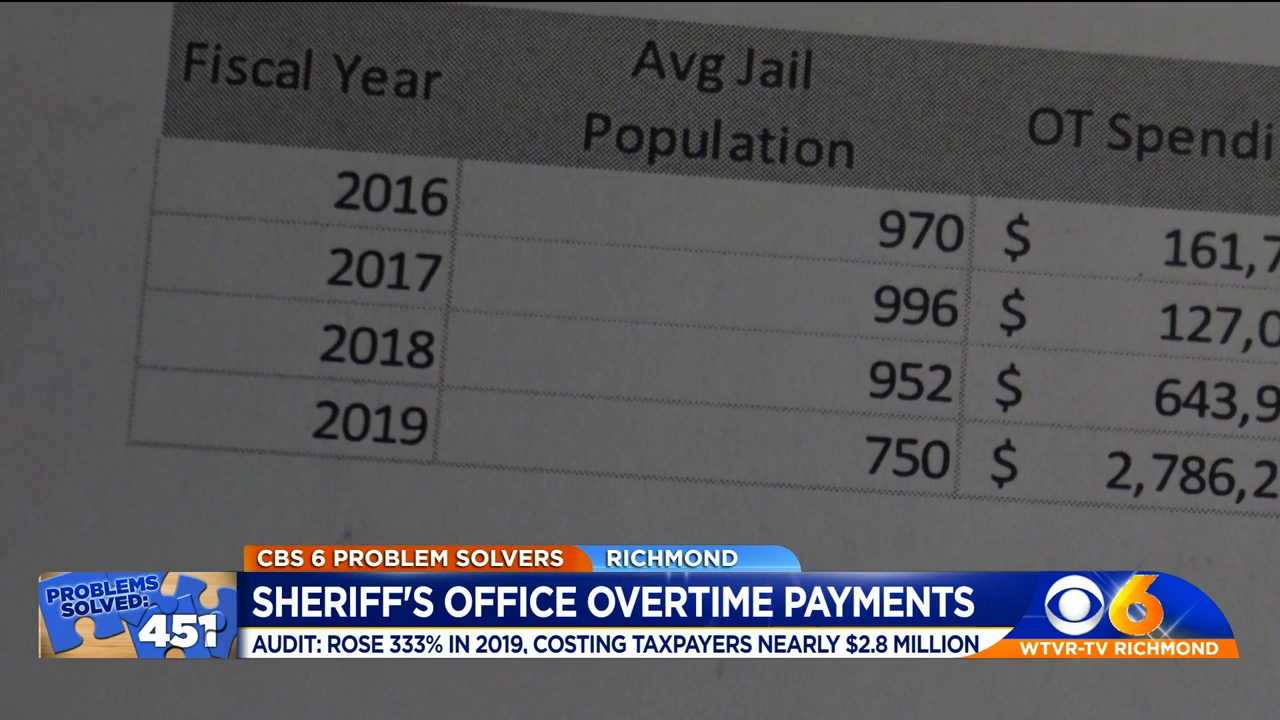 Fiscal Year Avg Jail Population OT Spendi
2016 970 $ 161,7
2017 996 $ 127,0
2018 952 $ 643,9
2019 750 $ 2,786,2
CBS 6 PROBLEM SOLVERS RICHMOND
PROBLEMS SOLVED: 451
SHERIFF'S OFFICE OVERTIME PAYMENTS
AUDIT: ROSE 333% IN 2019, COSTING TAXPAYERS NEARLY $2.8 MILLION
6
WTVR-TV RICHMOND